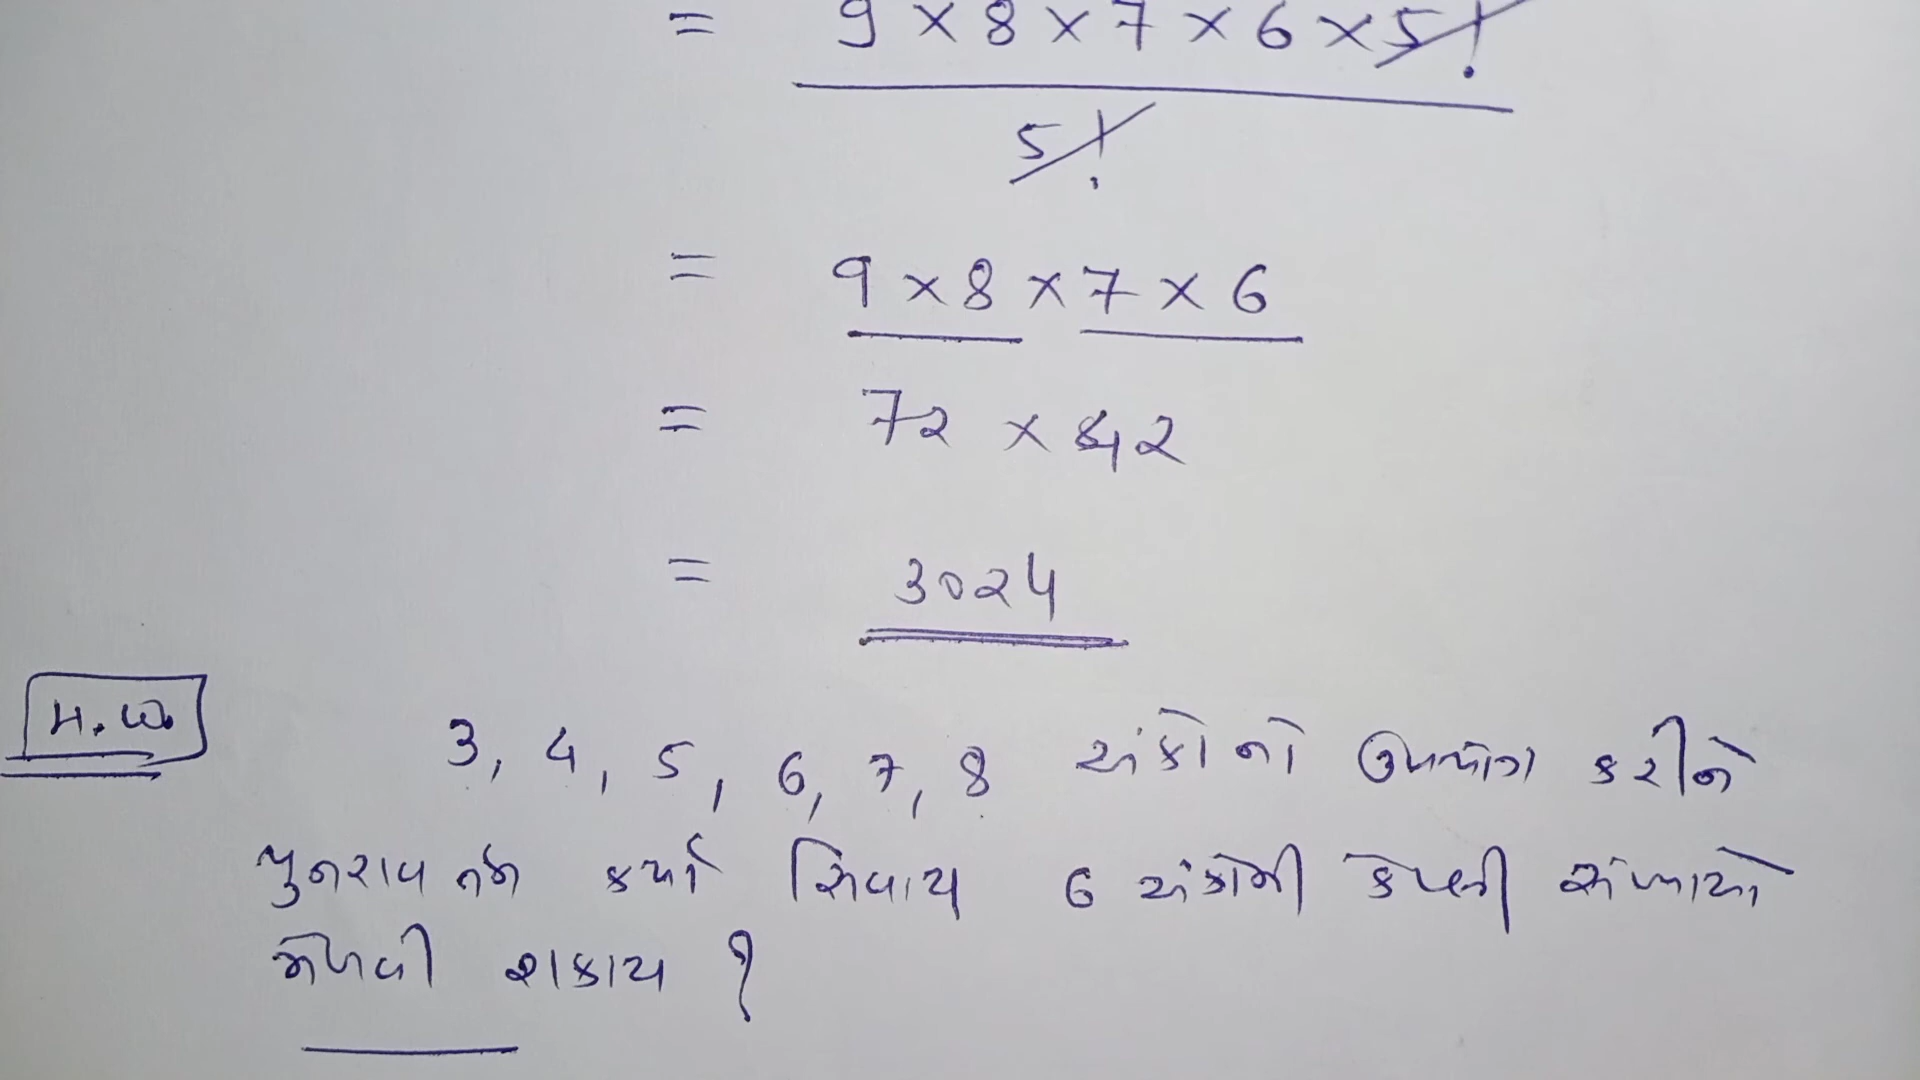 = 9 × 8 × 7 × 6 × 5!
5!
= 9 × 8 × 7 × 6
= 72 × 42
= 3024
H.W.
3, 4, 5, 6, 7, 8 અંકોનો ઉપયોગ કરીને
પુનરાવર્તન કર્યા સિવાય 6 અંકોની કેટલી સંખ્યાઓ
મેળવી શકાય ?